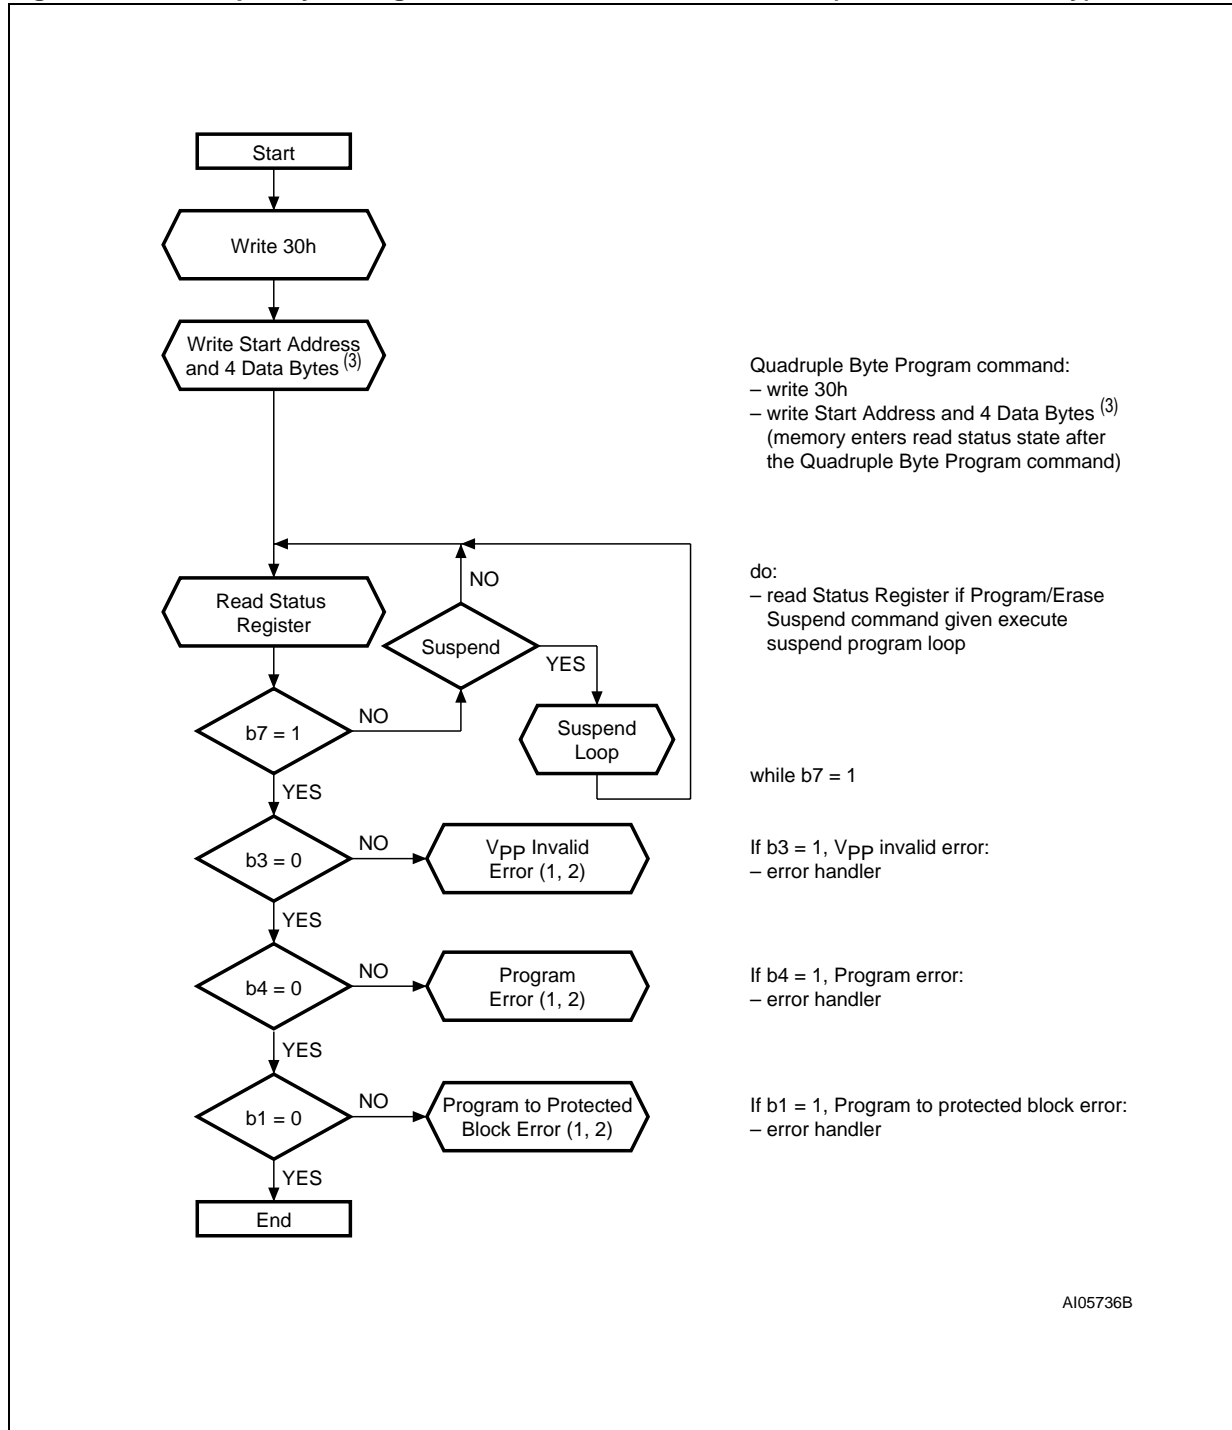 Start
Write 30h
Write Start Address
and 4 Data Bytes (3)
Quadruple Byte Program command:
– write 30h
– write Start Address and 4 Data Bytes (3)
(memory enters read status state after
the Quadruple Byte Program command)
NO
Read Status
Register
Suspend
YES
do:
– read Status Register if Program/Erase
Suspend command given execute
suspend program loop
b7 = 1
NO
Suspend
Loop
YES
while b7 = 1
b3 = 0
NO
VPP Invalid
Error (1, 2)
If b3 = 1, VPP invalid error:
– error handler
YES
b4 = 0
NO
Program
Error (1, 2)
If b4 = 1, Program error:
– error handler
YES
b1 = 0
NO
Program to Protected
Block Error (1, 2)
If b1 = 1, Program to protected block error:
– error handler
YES
End
AI05736B